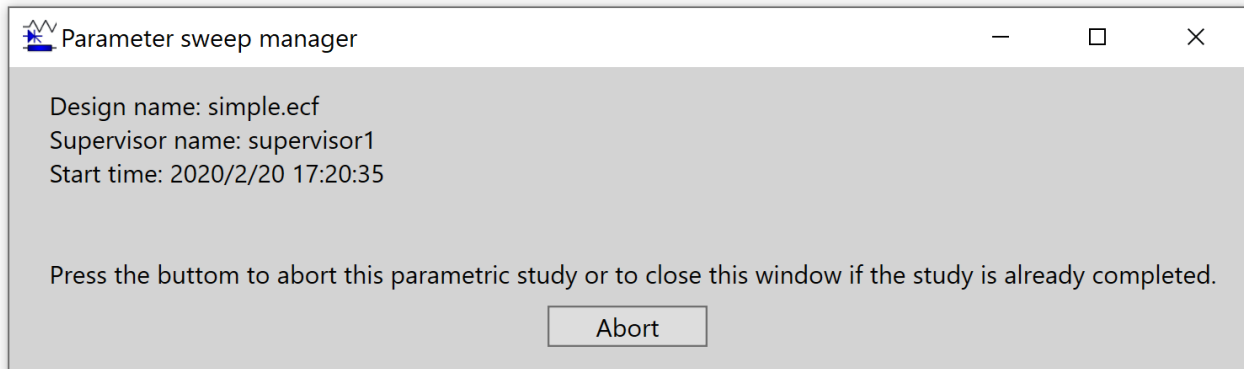 Parameter sweep manager
Design name: simple.ecf
Supervisor name: supervisor1
Start time: 2020/2/20 17:20:35
Press the buttom to abort this parametric study or to close this window if the study is already completed.
Abort